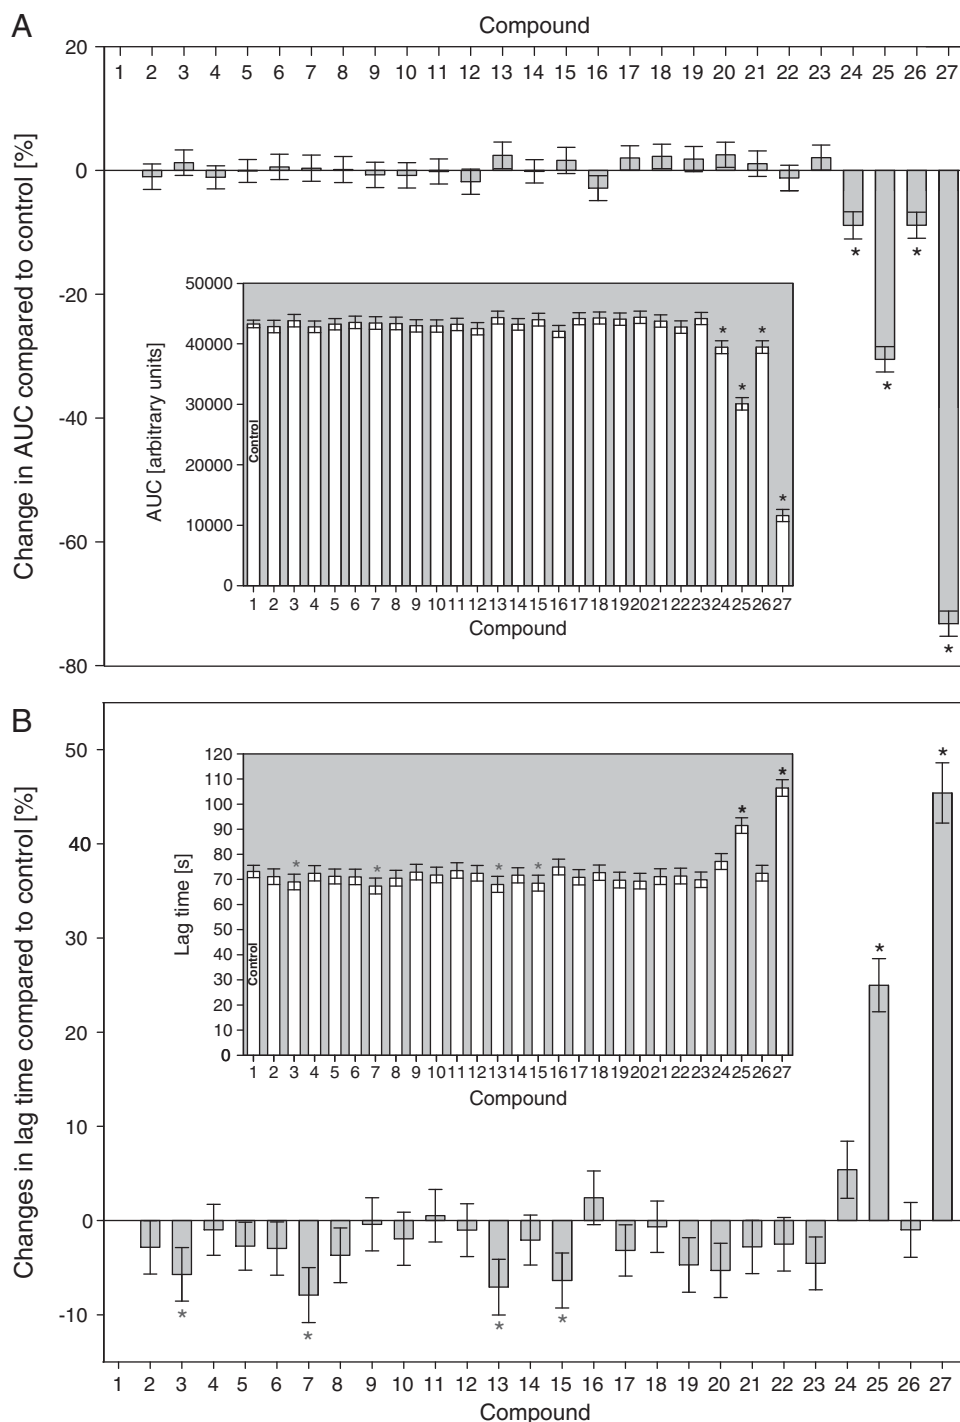 A
Compound
1 2 3 4 5 6 7 8 9 10 11 12 13 14 15 16 17 18 19 20 21 22 23 24 25 26 27
Change in AUC compared to control [%]
20
0
-20
-40
-60
-80
* * * *
AUC [arbitrary units]
50000
40000
30000
20000
10000
0
Control
* * * *
1 2 3 4 5 6 7 8 9 10 11 12 13 14 15 16 17 18 19 20 21 22 23 24 25 26 27
Compound
B
Changes in lag time compared to control [%]
50
40
30
20
10
0
-10
* * * * * *
Lag time [s]
120
110
100
90
80
70
60
50
40
30
20
10
0
Control
* * * * * *
1 2 3 4 5 6 7 8 9 10 11 12 13 14 15 16 17 18 19 20 21 22 23 24 25 26 27
Compound
1 2 3 4 5 6 7 8 9 10 11 12 13 14 15 16 17 18 19 20 21 22 23 24 25 26 27
Compound